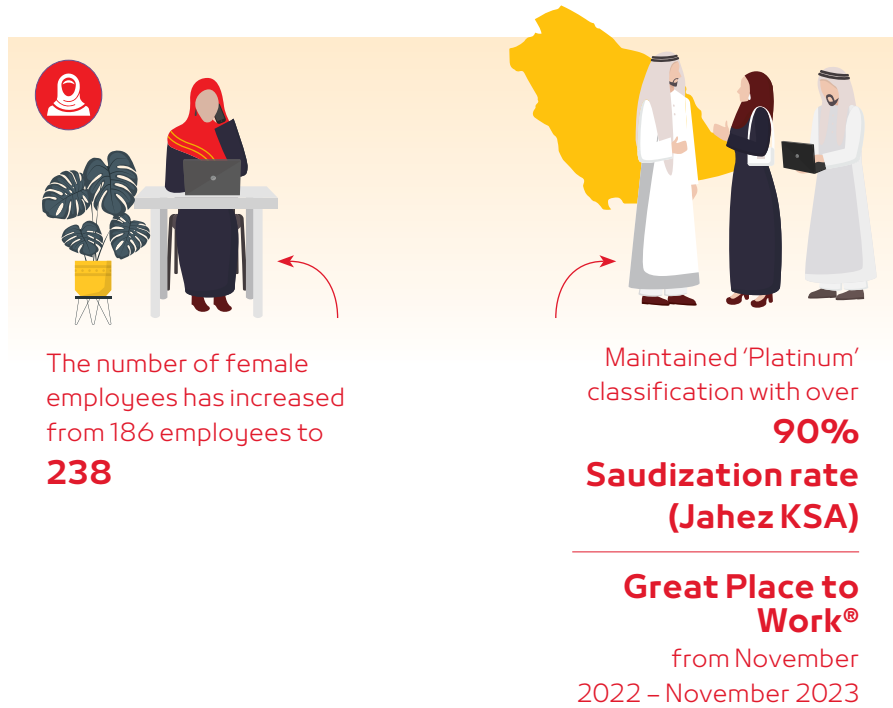 The number of female
employees has increased
from 186 employees to
238
Maintained ‘Platinum’
classification with over
90%
Saudization rate
(Jahez KSA)
Great Place to
Work®
from November
2022 – November 2023